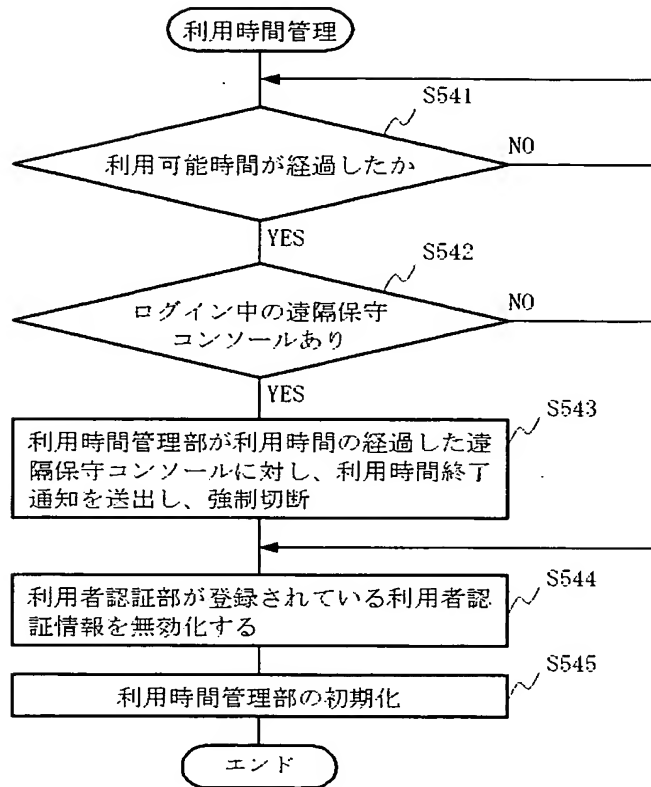 利用時間管理
S541
利用可能時間が経過したか
NO
YES
S542
ログイン中の遠隔保守
コンソールあり
NO
YES
S543
利用時間管理部が利用時間の経過した遠
隔保守コンソールに対し、利用時間終了
通知を送出し、強制切断
S544
利用者認証部が登録されている利用者認
証情報を無効化する
S545
利用時間管理部の初期化
エンド